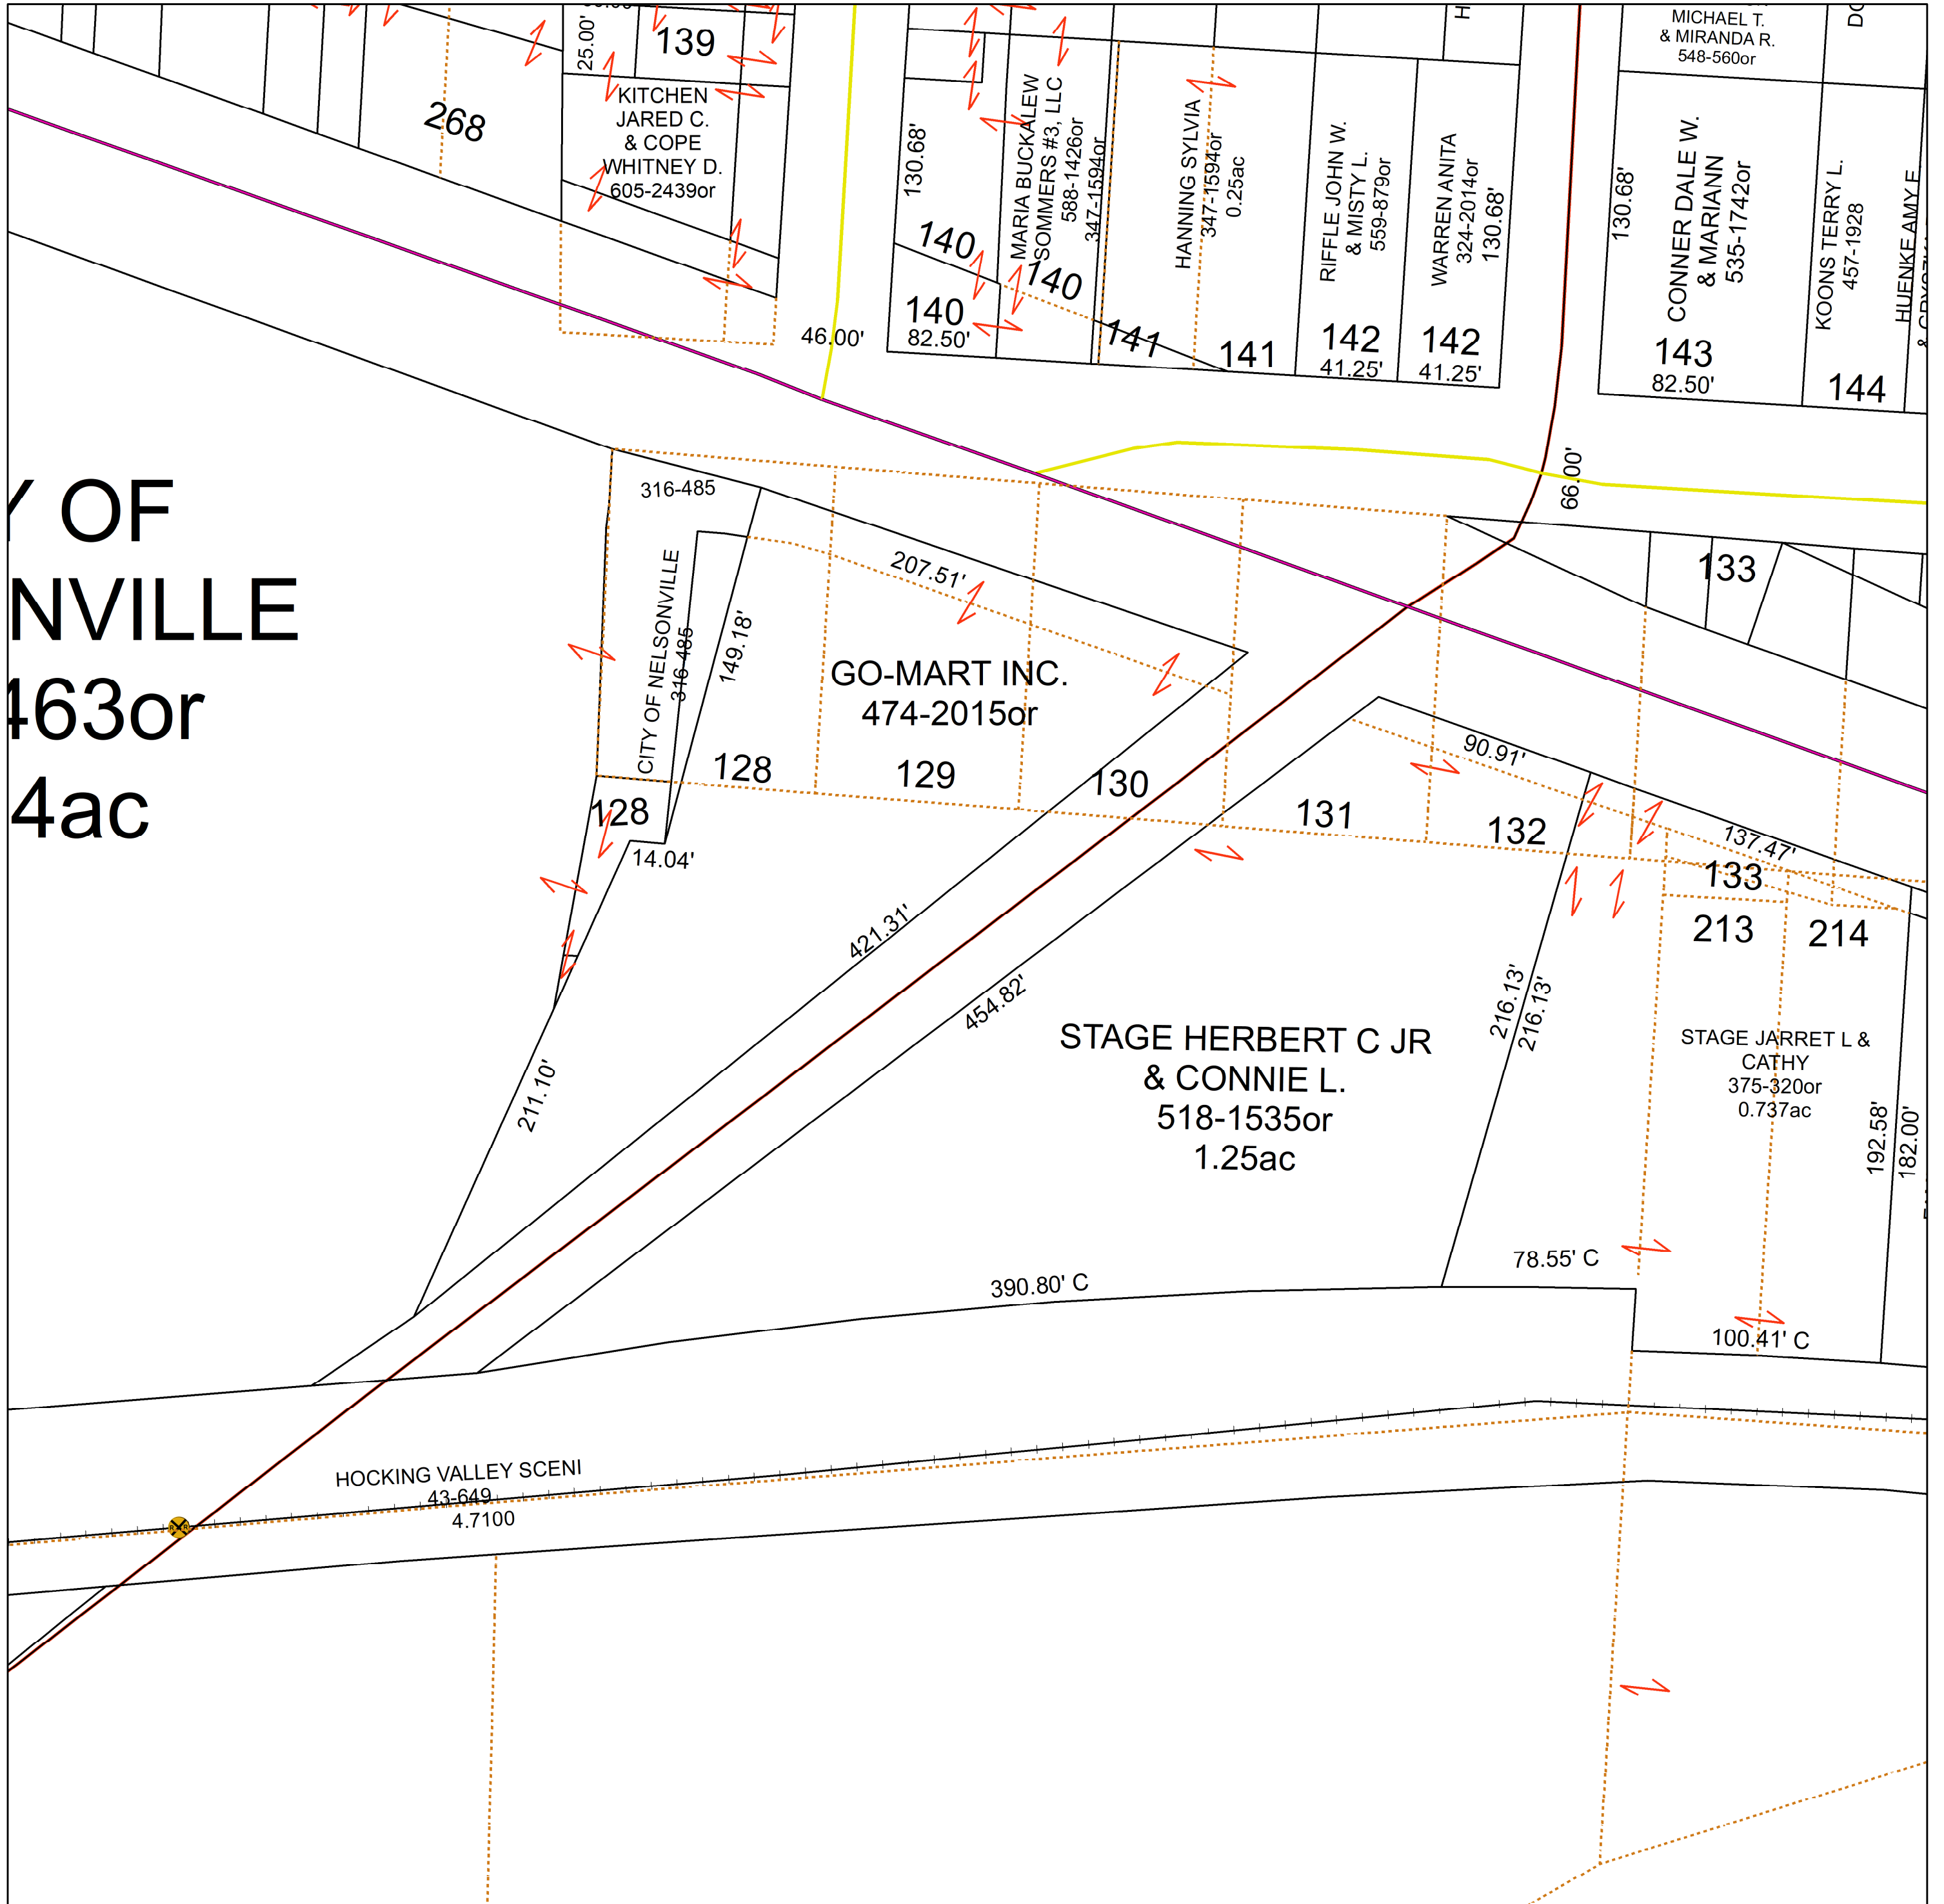 MICHAEL T.
& MIRANDA R.
548-560or
25.00'
139
KITCHEN
JARED C.
& COPE
WHITNEY D.
605-2439or
268
130.68'
140
140
82.50'
MARIA BUCKALEW
SOMMERS #3, LLC
588-1426or
347-1594or
140
141
HANNING SYLVIA
347-1594or
0.25ac
141
RIFFLE JOHN W.
& MISTY L.
559-879or
142
41.25'
WARREN ANITA
324-2014or
130.68'
142
41.25'
130.68'
CONNER DALE W.
& MARIANN
535-1742or
143
82.50'
KOONS TERRY L.
457-1928
144
HUENKE AMY E
46.00'
66.00'
Y OF
NVILLE
463or
4ac
316-485
CITY OF NELSONVILLE
316-485
149.18'
207.51'
GO-MART INC.
474-2015or
128
129
130
131
132
133
128
14.04'
90.91'
137.47'
133
213
214
421.31'
454.82'
211.10'
STAGE HERBERT C JR
& CONNIE L.
518-1535or
1.25ac
216.13'
216.13'
STAGE JARRET L &
CATHY
375-320or
0.737ac
192.58'
182.00'
390.80' C
78.55' C
100.41' C
HOCKING VALLEY SCENI
43-649
4.7100